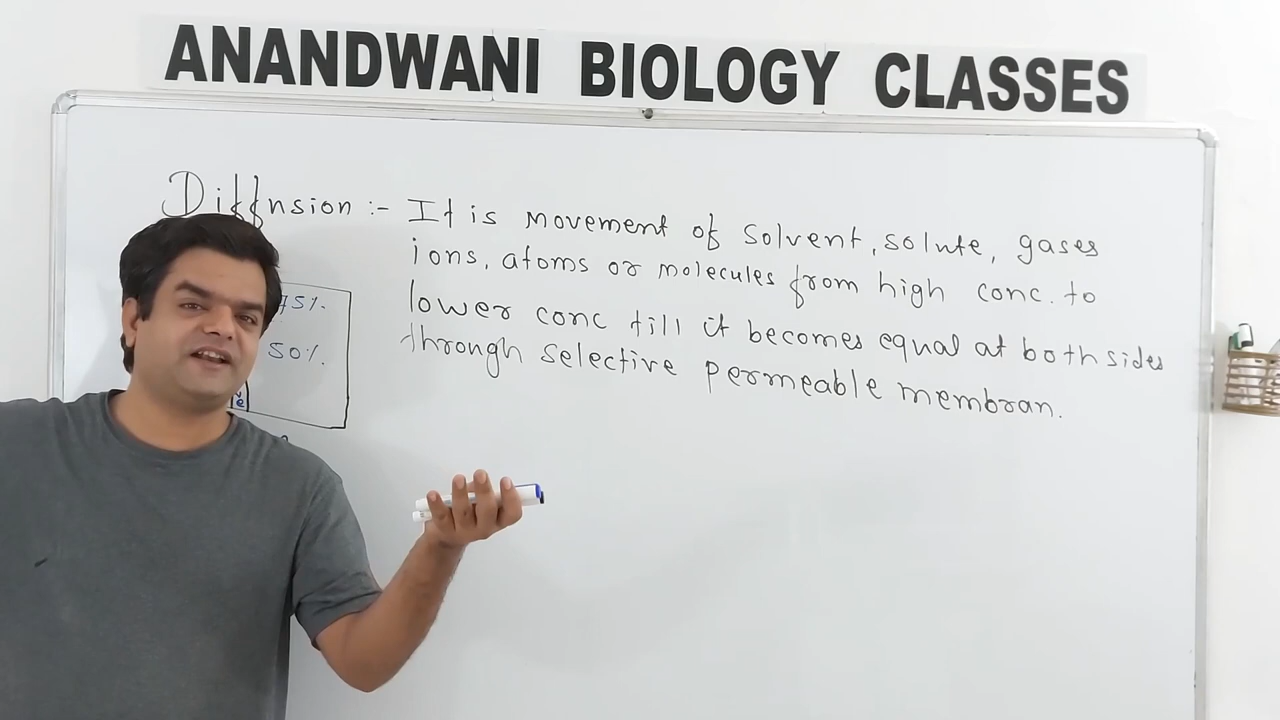 ANANDWANI BIOLOGY CLASSES
Diffusion :- It is movement of solvent, solute, gases
ions, atoms or molecules from high conc. to
lower conc till it becomes equal at both sides
through selective permeable membran.
75%.
50%.